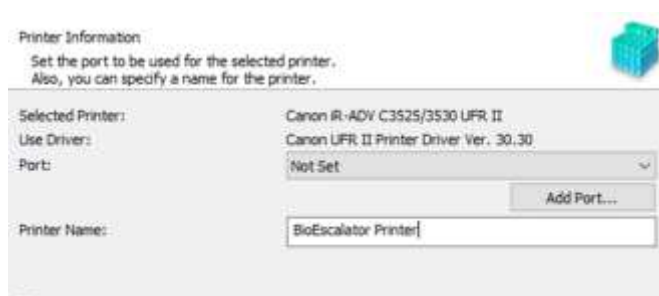 Printer Information
Set the port to be used for the selected printer.
Also, you can specify a name for the printer.
Selected Printer: Canon iR-ADV C3525/3530 UFR II
Use Driver: Canon UFR II Printer Driver Ver. 30.30
Port: Not Set
Add Port...
Printer Name: BioEscalator Printer